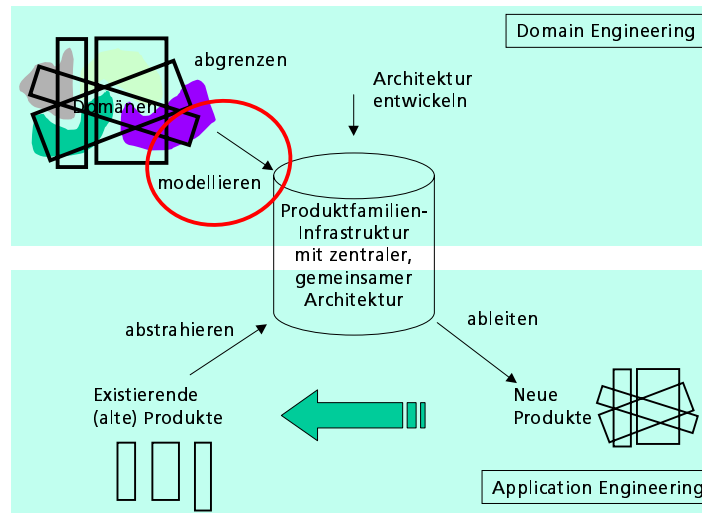 Domain Engineering
abgrenzen
Domänen
Architektur
entwickeln
modellieren
Produktfamilien-
Infrastruktur
mit zentraler,
gemeinsamer
Architektur
abstrahieren
ableiten
Existierende
(alte) Produkte
Neue
Produkte
Application Engineering